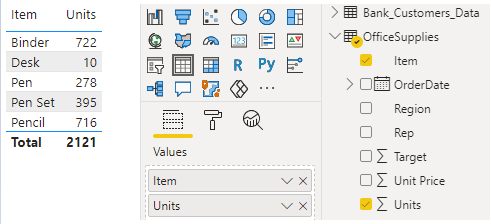 Item Units
Binder 722
Desk 10
Pen 278
Pen Set 395
Pencil 716
Total 2121
123
R Py
Values
Item
Units
Bank_Customers_Data
OfficeSupplies
Item
OrderDate
Region
Rep
Target
Unit Price
Units